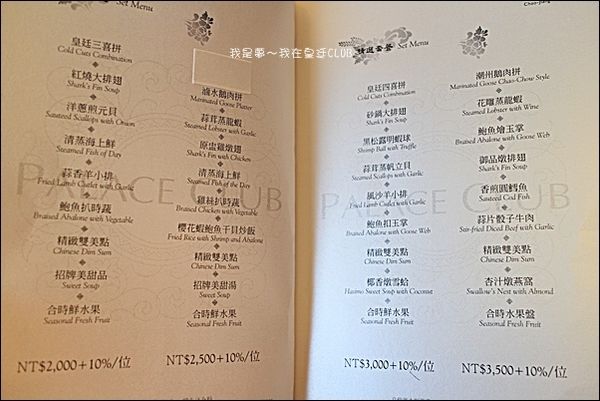 Set Menu
我是夢~我在皇廷CLUB
皇廷三喜拼
Cold Cuts Combination
紅燒大排翅
Shark's Fin Soup
洋蔥煎元貝
Sauteed Scallops with Onion
清蒸海上鮮
Steamed Fish of Day
蒜香羊小排
Fried Lamb Cutlet with Garlic
鮑魚扒時蔬
Braised Abalone with Vegetable
精緻雙美點
Chinese Dim Sum
招牌美甜品
Sweet Soup
合時鮮水果
Seasonal Fresh Fruit
NT$2,000+10%/位
滷水鵝肉拼
Marinated Goose Platter
蒜茸蒸龍蝦
Steamed Lobster with Garlic
原盅雞燉翅
Shark's Fin with Chicken
清蒸海上鮮
Steamed Fish of the Day
雞絲扒時蔬
Braised Chicken with Vegetable
櫻花蝦鮑魚干貝炒飯
Fried Rice with Shrimp and Abalone
精緻雙美點
Chinese Dim Sum
招牌美甜湯
Sweet Soup
合時鮮水果
Seasonal Fresh Fruit
NT$2,500+10%/位
PALACE CLUB
精選套餐 Set Menu
皇廷四喜拼
Cold Cuts Combination
砂鍋大排翅
Shark's Fin Soup
黑松露明蝦球
Shrimp Ball with Truffle
蒜茸蒸帆立貝
Steamed Scallops with Garlic
風沙羊小排
Fried Lamb Cutlet with Garlic
鮑魚扣玉掌
Braised Abalone with Goose Web
精緻雙美點
Chinese Dim Sum
椰香燉雪蛤
Hasimo Sweet Soup with Coconut
合時鮮水果
Seasonal Fresh Fruit
NT$3,000+10%/位
潮州鵝肉拼
Marinated Goose Chao-Chow Style
花雕蒸龍蝦
Steamed Lobster with Wine
鮑魚燴玉掌
Braised Abalone with Goose Web
御品燉排翅
Shark's Fin Soup
香煎圓鱈魚
Sauteed Cod Fish
蒜片骰子牛肉
Stir-fried Diced Beef with Garlic
精緻雙美點
Chinese Dim Sum
杏汁燉燕窩
Swallow's Nest with Almond
合時水果盤
Seasonal Fresh Fruit
NT$3,500+10%/位
PALACE CLUB